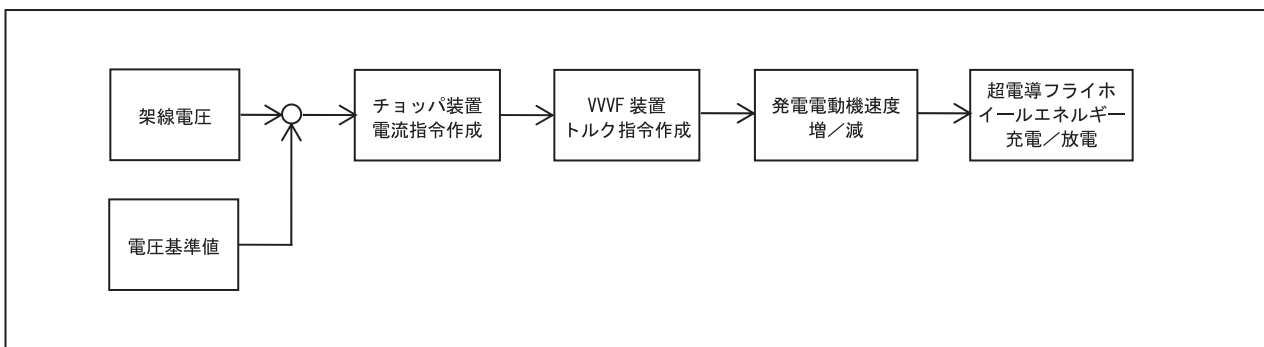 架線電圧
チョッパ装置
電流指令作成
VVVF 装置
トルク指令作成
発電電動機速度
増／減
超電導フライホ
イールエネルギー
充電／放電
電圧基準値